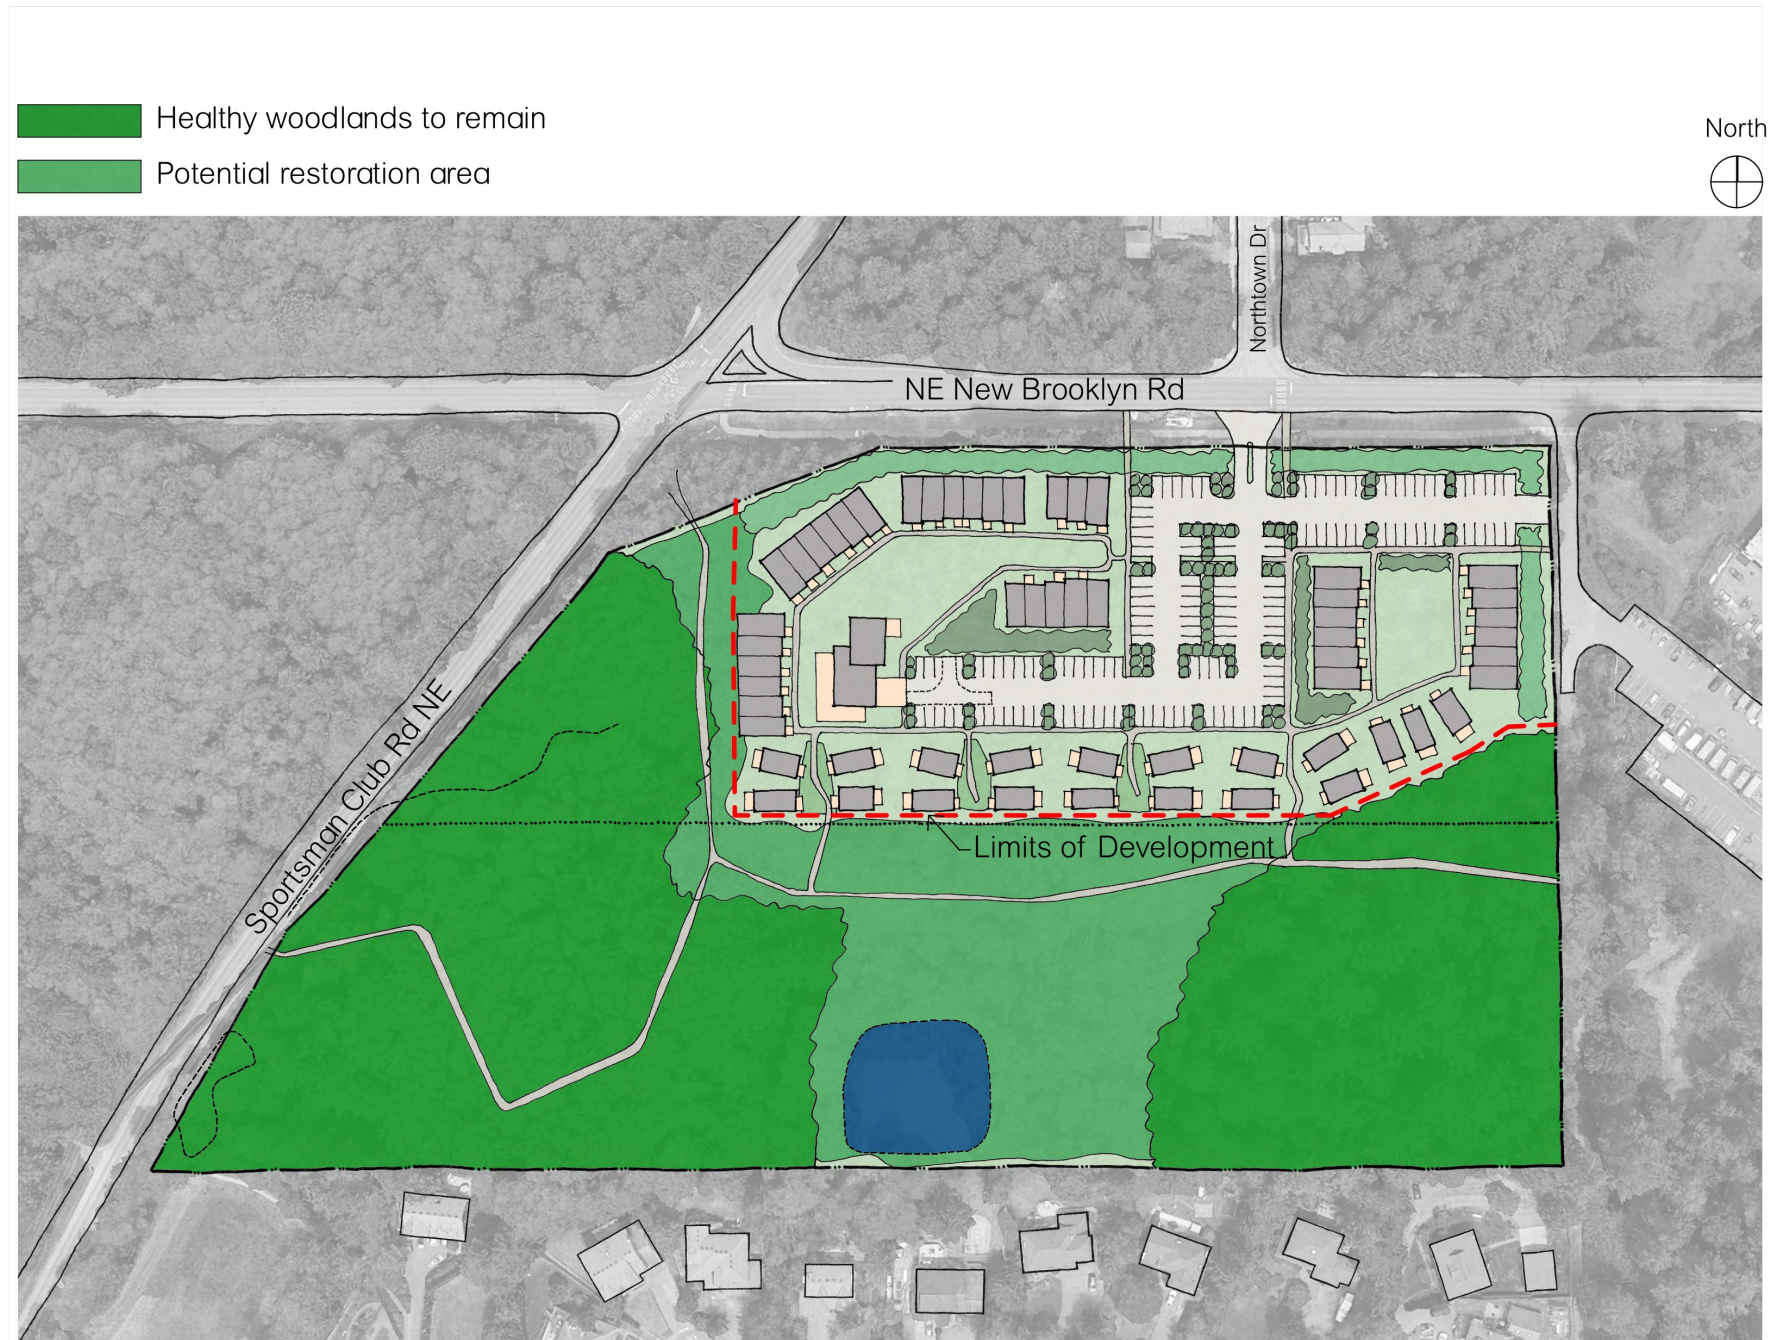 Healthy woodlands to remain
North
Potential restoration area
Northtown Dr
NE New Brooklyn Rd
Sportsman Club Rd NE
Limits of Development